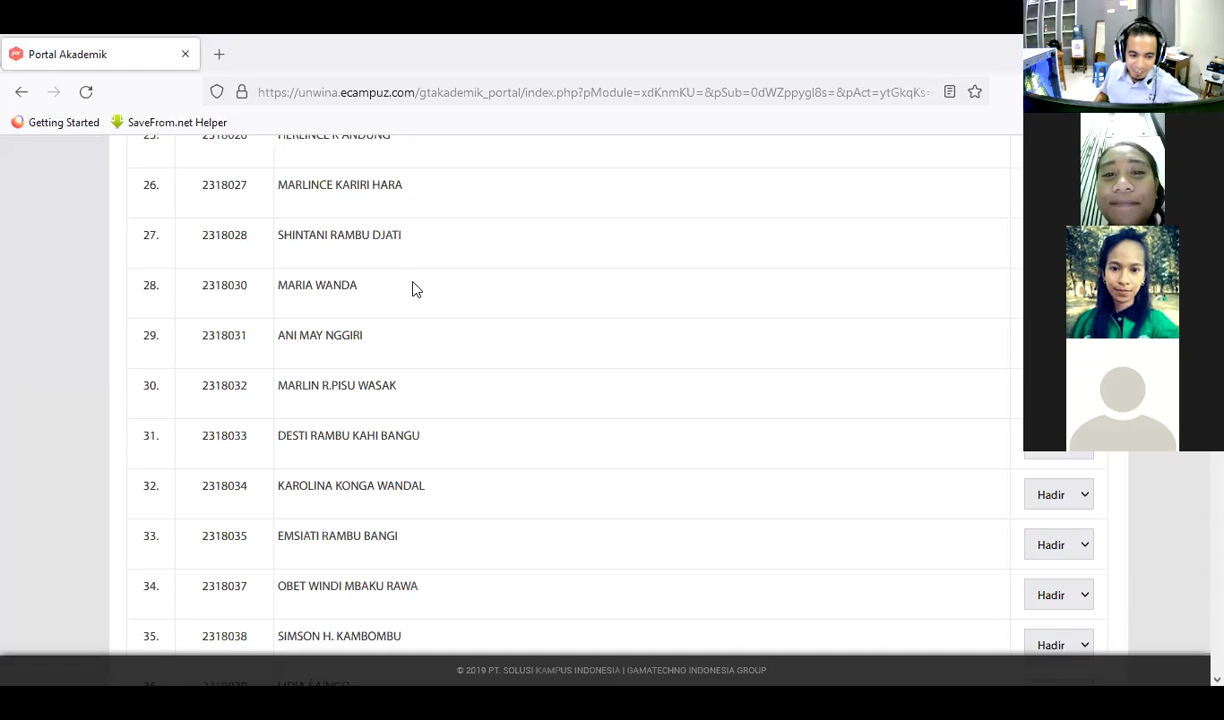 Portal Akademik
https://unwina.ecampuz.com/gtakademik_portal/index.php?pModule=xdKnmKU=&pSub=0dWZppygl8s=&pAct=ytGkqKs=
Getting Started SaveFrom.net Helper
26. 2318027 MARLINCE KARIRI HARA
27. 2318028 SHINTANI RAMBU DJATI
28. 2318030 MARIA WANDA
29. 2318031 ANI MAY NGGIRI
30. 2318032 MARLIN R.PISU WASAK
31. 2318033 DESTI RAMBU KAHI BANGU
32. 2318034 KAROLINA KONGA WANDAL Hadir
33. 2318035 EMSIATI RAMBU BANGI Hadir
34. 2318037 OBET WINDI MBAKU RAWA Hadir
35. 2318038 SIMSON H. KAMBOMBU Hadir
© 2019 PT. SOLUSI KAMPUS INDONESIA | GAMATECHNO INDONESIA GROUP